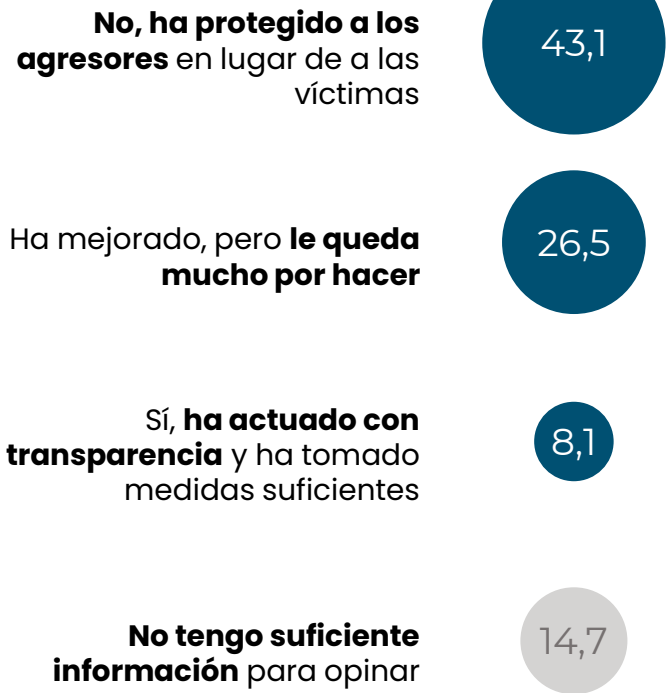 No, ha protegido a los
agresores en lugar de a las
víctimas
43,1
Ha mejorado, pero le queda
mucho por hacer
26,5
Sí, ha actuado con
transparencia y ha tomado
medidas suficientes
8,1
No tengo suficiente
información para opinar
14,7